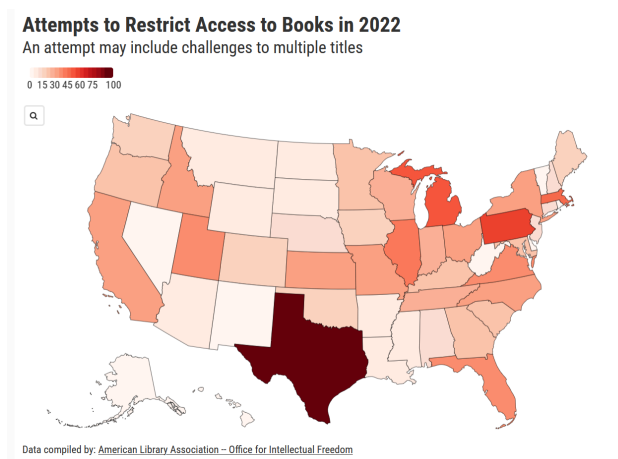 Attempts to Restrict Access to Books in 2022
An attempt may include challenges to multiple titles
0 15 30 45 60 75 100
Data compiled by: American Library Association -- Office for Intellectual Freedom